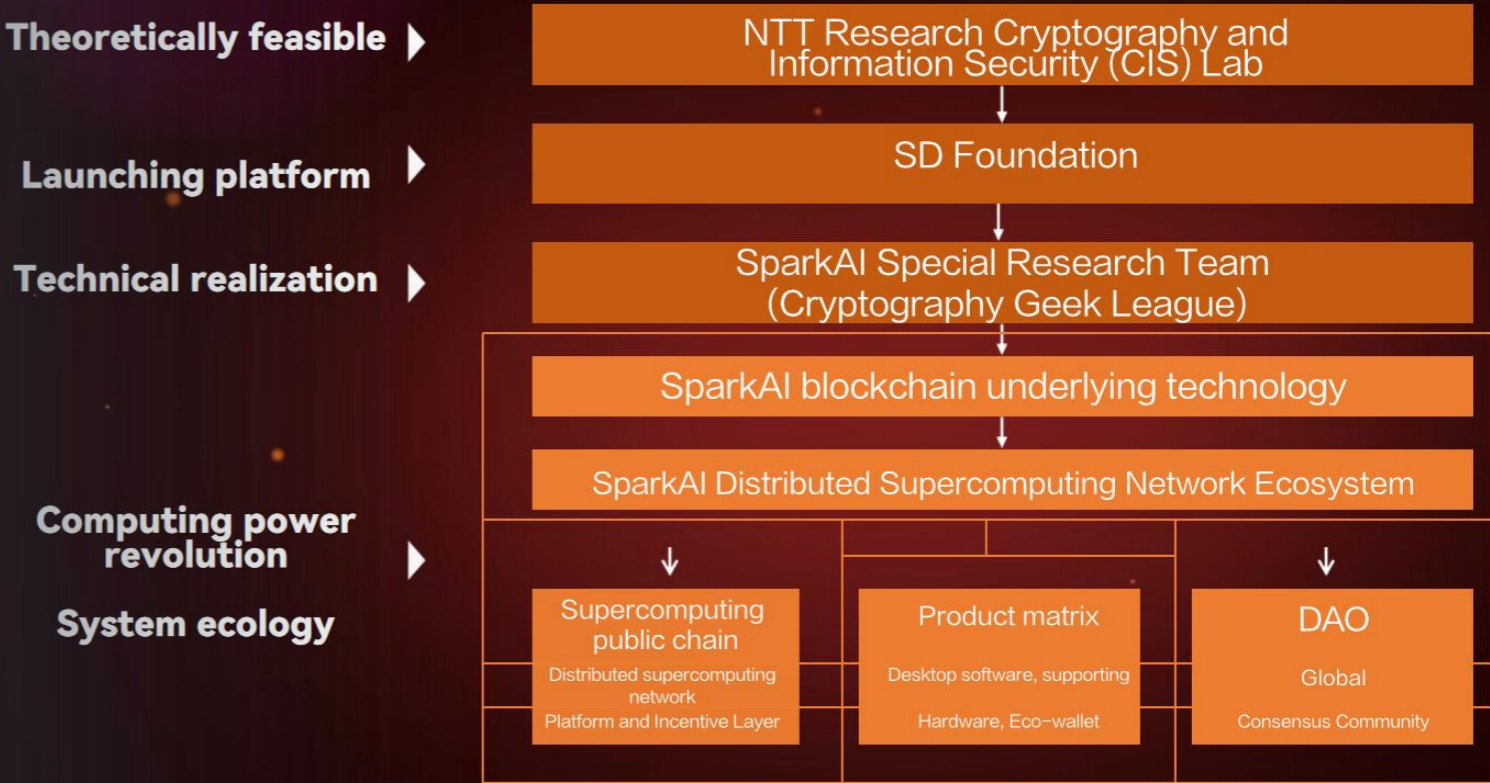 Theoretically feasible
NTT Research Cryptography and
Information Security (CIS) Lab
Launching platform
SD Foundation
Technical realization
SparkAI Special Research Team
(Cryptography Geek League)
SparkAI blockchain underlying technology
SparkAI Distributed Supercomputing Network Ecosystem
Computing power
revolution
System ecology
Supercomputing
public chain
Distributed supercomputing
network
Platform and Incentive Layer
Product matrix
Desktop software, supporting
Hardware, Eco-wallet
DAO
Global
Consensus Community